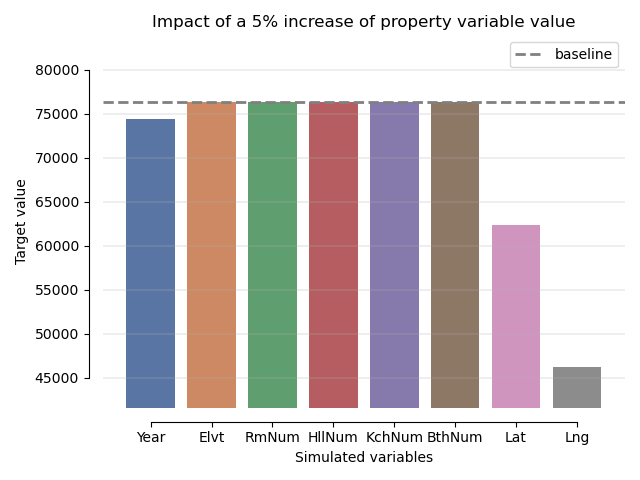 Impact of a 5% increase of property variable value
baseline
80000
75000
70000
65000
60000
55000
50000
45000
Target value
Year Elvt RmNum HllNum KchNum BthNum Lat Lng
Simulated variables